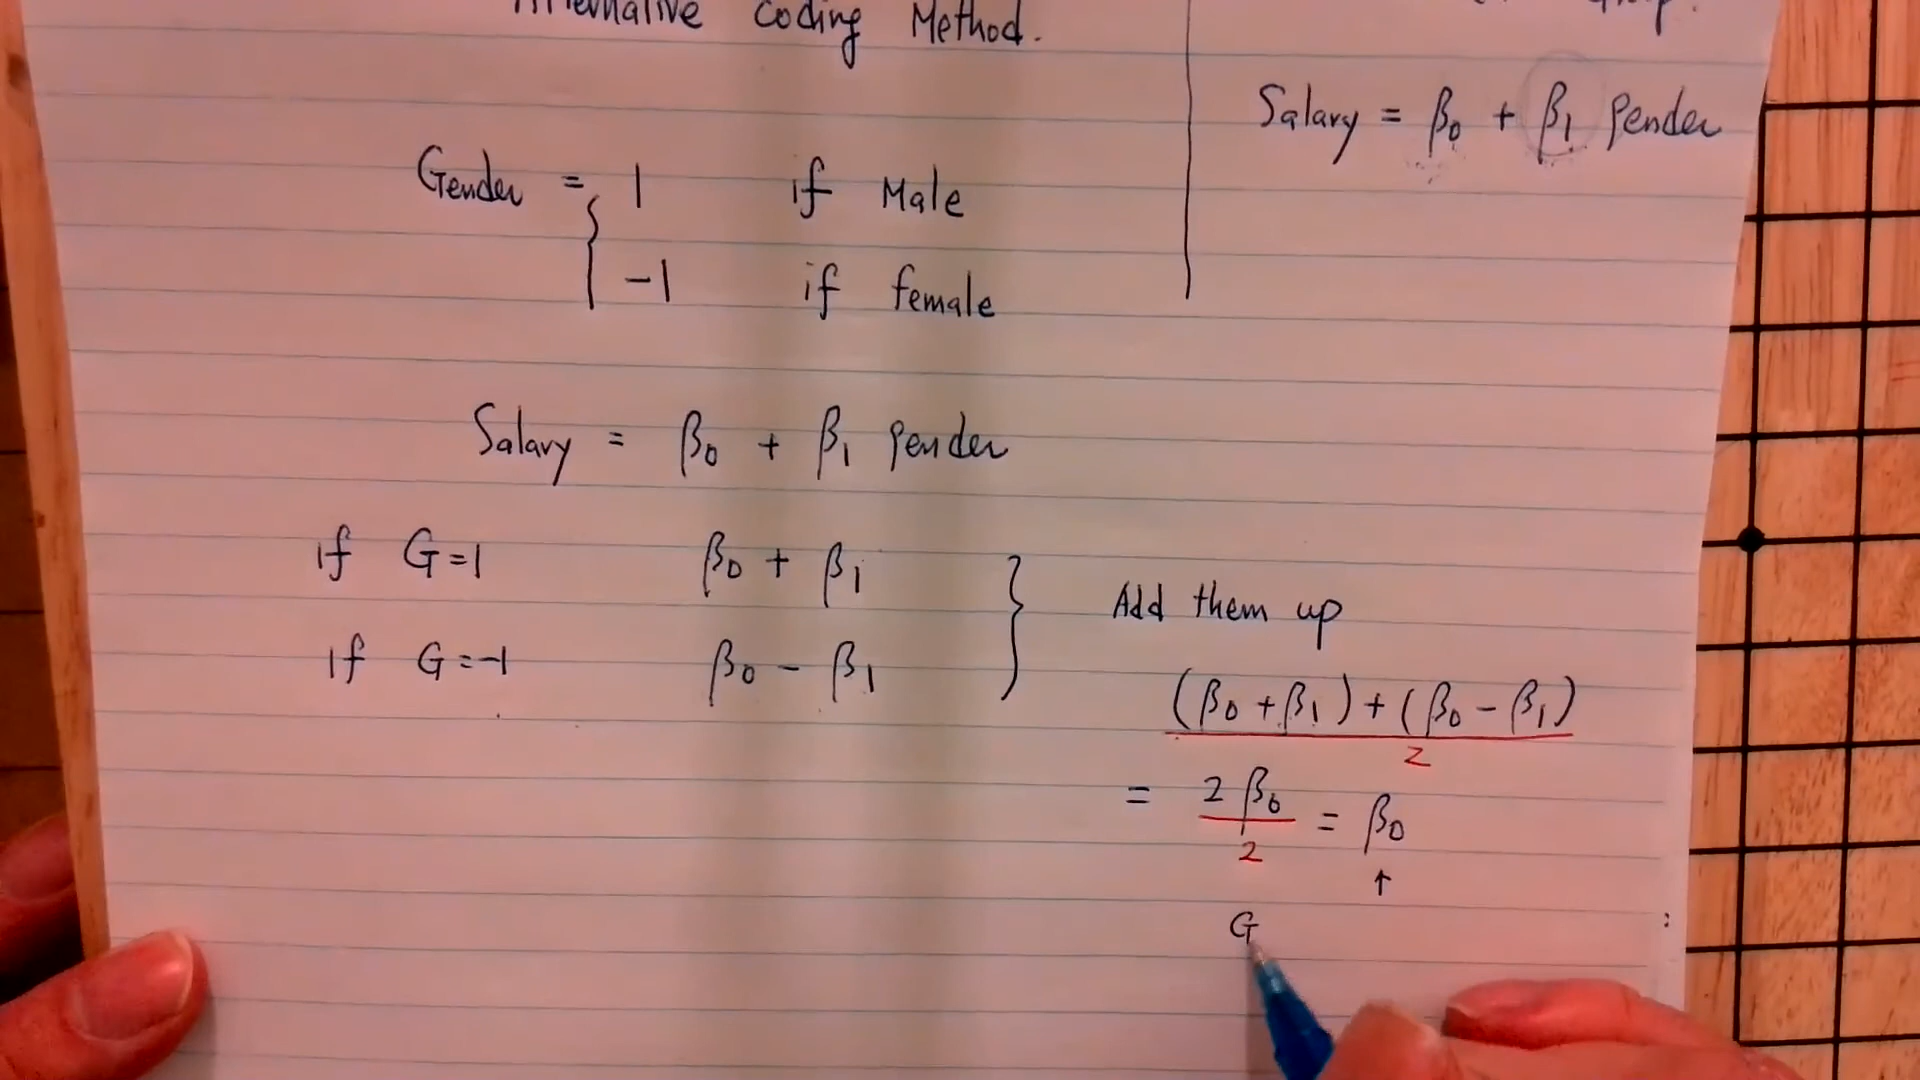 Alternative Coding Method.
Gender = { 1 if Male
-1 if female
Salary = β₀ + β₁ Gender
Salary = β₀ + β₁ Gender
if G=1 β₀ + β₁
if G=-1 β₀ - β₁
}
Add them up
(β₀ + β₁) + (β₀ - β₁)
2
= 2β₀ / 2 = β₀
↑
G